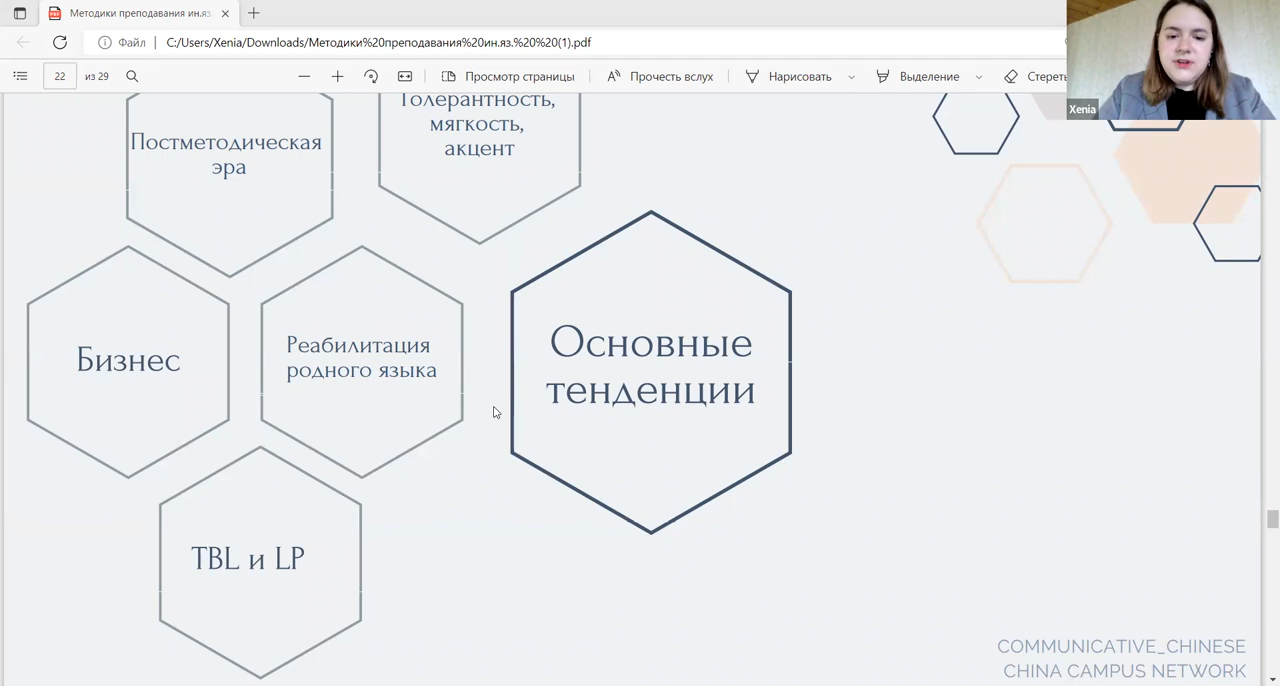 Методики преподавания ин.яз.
Файл
C:/Users/Xenia/Downloads/Методики%20преподавания%20ин.яз.%20%20(1).pdf
22
из 29
Просмотр страницы
Прочесть вслух
Нарисовать
Выделение
Стереть
Xenia
Постметодическая
эра
Толерантность,
мягкость,
акцент
Бизнес
Реабилитация
родного языка
Основные
тенденции
TBL и LP
COMMUNICATIVE_CHINESE
CHINA CAMPUS NETWORK